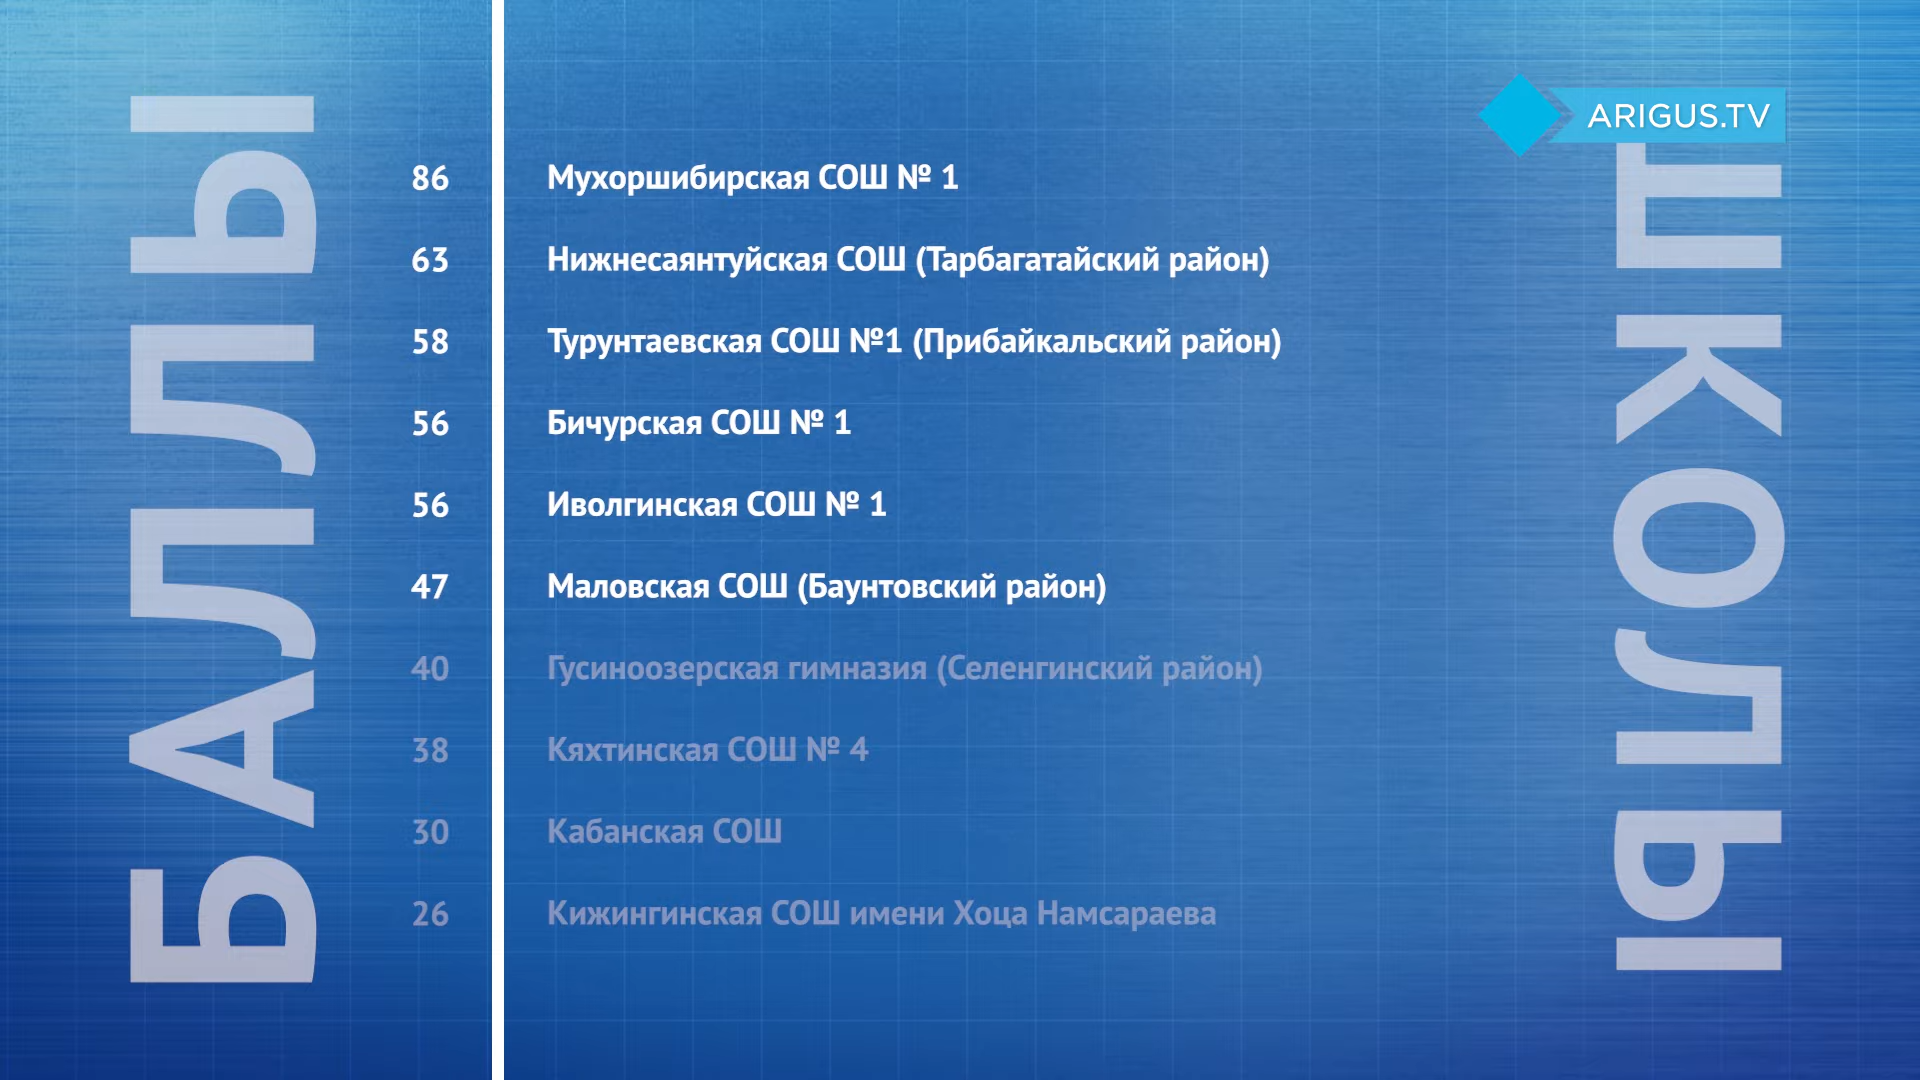 БАЛЛЫ
ARIGUS.TV
ШКОЛЫ
86 Мухоршибирская СОШ № 1
63 Нижнесаянтуйская СОШ (Тарбагатайский район)
58 Турунтаевская СОШ №1 (Прибайкальский район)
56 Бичурская СОШ № 1
56 Иволгинская СОШ № 1
47 Маловская СОШ (Баунтовский район)
40 Гусиноозерская гимназия (Селенгинский район)
38 Кяхтинская СОШ № 4
30 Кабанская СОШ
26 Кижингинская СОШ имени Хоца Намсараева